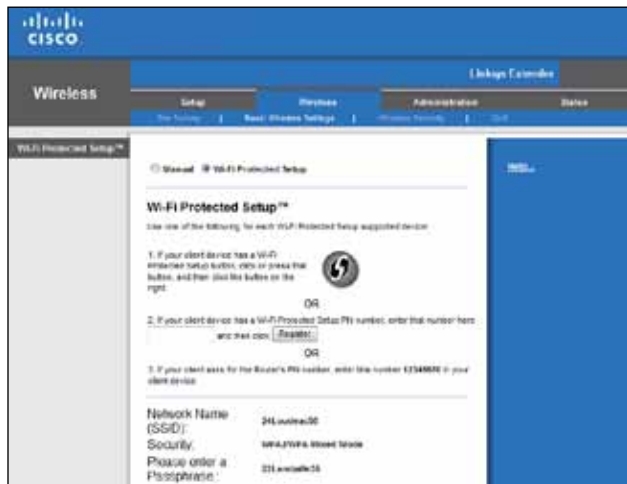 CISCO
Linksys Extender
Wireless
Setup Wireless Administration Status
Site Survey | Basic Wireless Settings | Wireless Security | QoS
Wi-Fi Protected Setup™
Manual Wi-Fi Protected Setup
Wi-Fi Protected Setup™
Use one of the following for each Wi-Fi Protected Setup supported device:
1. If your client device has a Wi-Fi
Protected Setup button, click or press that
button, and then click the button on the
right.
OR
2. If your client device has a Wi-Fi Protected Setup PIN number, enter that number here
and then click Register
OR
3. If your client asks for the Router's PIN number, enter this number in your
client device.
Network Name
(SSID):
Security:
Please enter a
Passphrase: